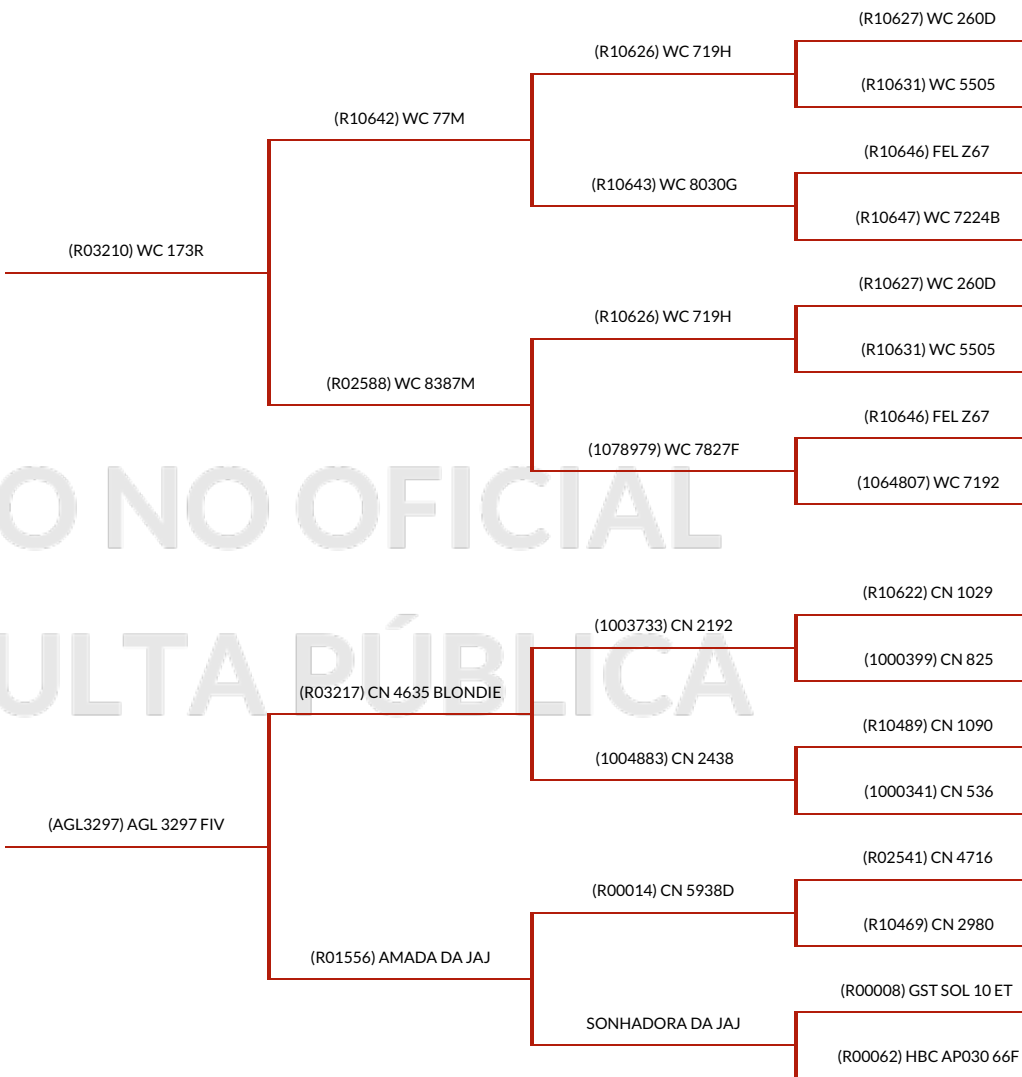 (R10627) WC 260D
(R10626) WC 719H
(R10631) WC 5505
(R10642) WC 77M
(R10646) FEL Z67
(R10643) WC 8030G
(R10647) WC 7224B
(R03210) WC 173R
(R10627) WC 260D
(R10626) WC 719H
(R10631) WC 5505
(R02588) WC 8387M
(R10646) FEL Z67
(1078979) WC 7827F
(1064807) WC 7192
O NO OFICIAL
(R10622) CN 1029
(1003733) CN 2192
(1000399) CN 825
ULTA PÚBLICA
(R03217) CN 4635 BLONDIE
(R10489) CN 1090
(1004883) CN 2438
(1000341) CN 536
(AGL3297) AGL 3297 FIV
(R02541) CN 4716
(R00014) CN 5938D
(R10469) CN 2980
(R01556) AMADA DA JAJ
(R00008) GST SOL 10 ET
SONHADORA DA JAJ
(R00062) HBC AP030 66F